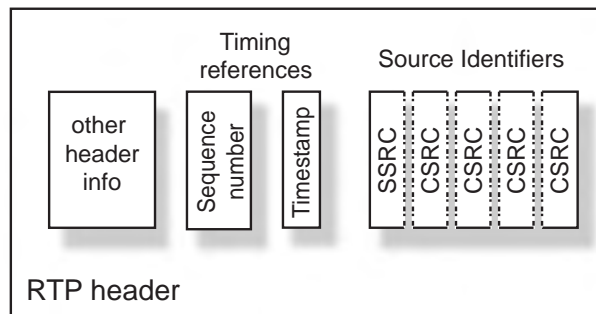 Timing
references
Source Identifiers
other
header
info
Sequence
number
Timestamp
SSRC
CSRC
CSRC
CSRC
CSRC
RTP header